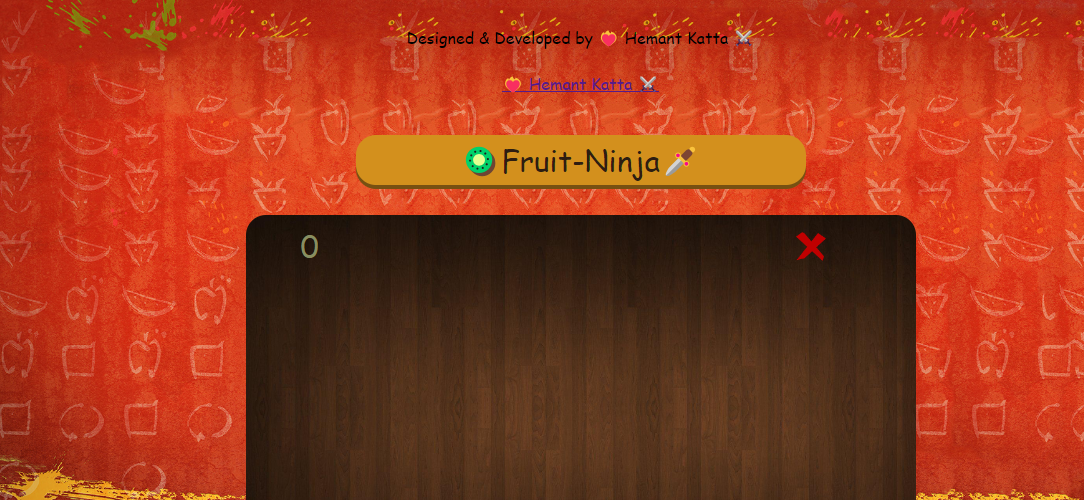 Designed & Developed by 💖 Hemant Katta ⚔️
💖 Hemant Katta ⚔️
🥝 Fruit-Ninja 🗡️
0 ❌